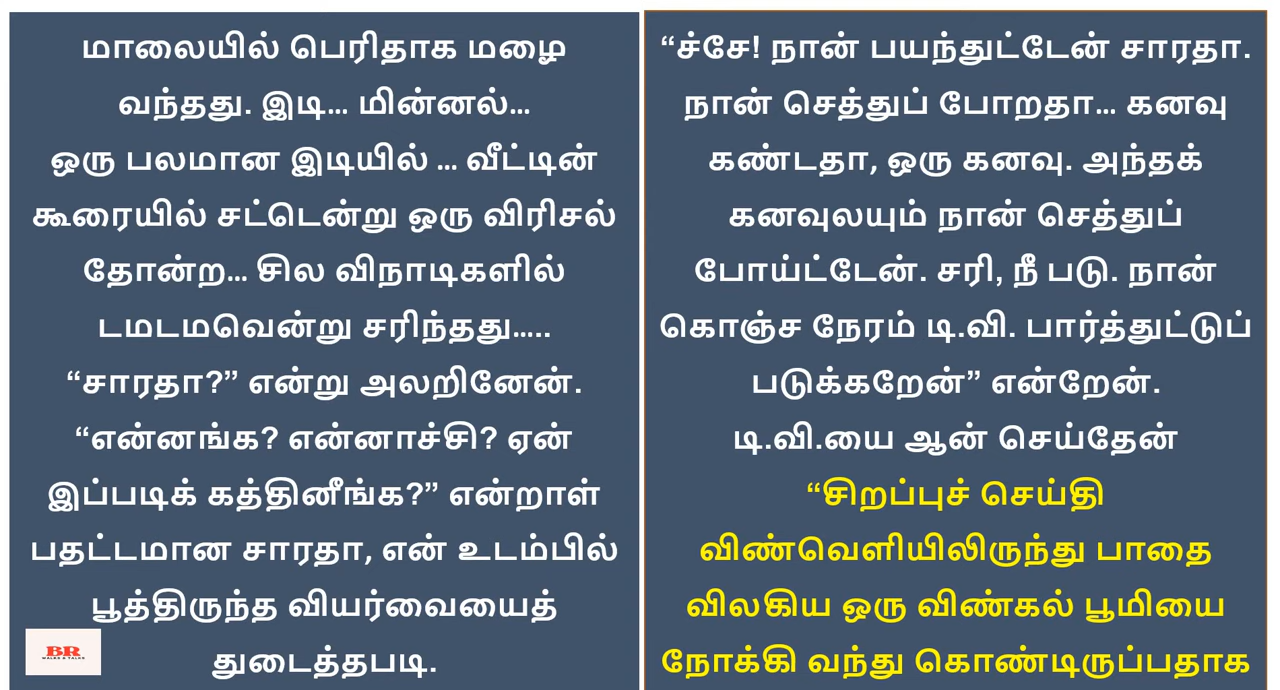 மாலையில் பெரிதாக மழை
வந்தது. இடி... மின்னல்...
ஒரு பலமான இடியில் ... வீட்டின்
கூரையில் சட்டென்று ஒரு விரிசல்
தோன்ற... சில விநாடிகளில்
டமடமவென்று சரிந்தது.....
“சாரதா?” என்று அலறினேன்.
“என்னங்க? என்னாச்சி? ஏன்
இப்படிக் கத்தினீங்க?” என்றாள்
பதட்டமான சாரதா, என் உடம்பில்
பூத்திருந்த வியர்வையைத்
துடைத்தபடி.
BR
WALKS & TALKS
“ச்சே! நான் பயந்துட்டேன் சாரதா.
நான் செத்துப் போறதா... கனவு
கண்டதா, ஒரு கனவு. அந்தக்
கனவுலயும் நான் செத்துப்
போய்ட்டேன். சரி, நீ படு. நான்
கொஞ்ச நேரம் டி.வி. பார்த்துட்டுப்
படுக்கறேன்” என்றேன்.
டி.வி.யை ஆன் செய்தேன்
“சிறப்புச் செய்தி
விண்வெளியிலிருந்து பாதை
விலகிய ஒரு விண்கல் பூமியை
நோக்கி வந்து கொண்டிருப்பதாக